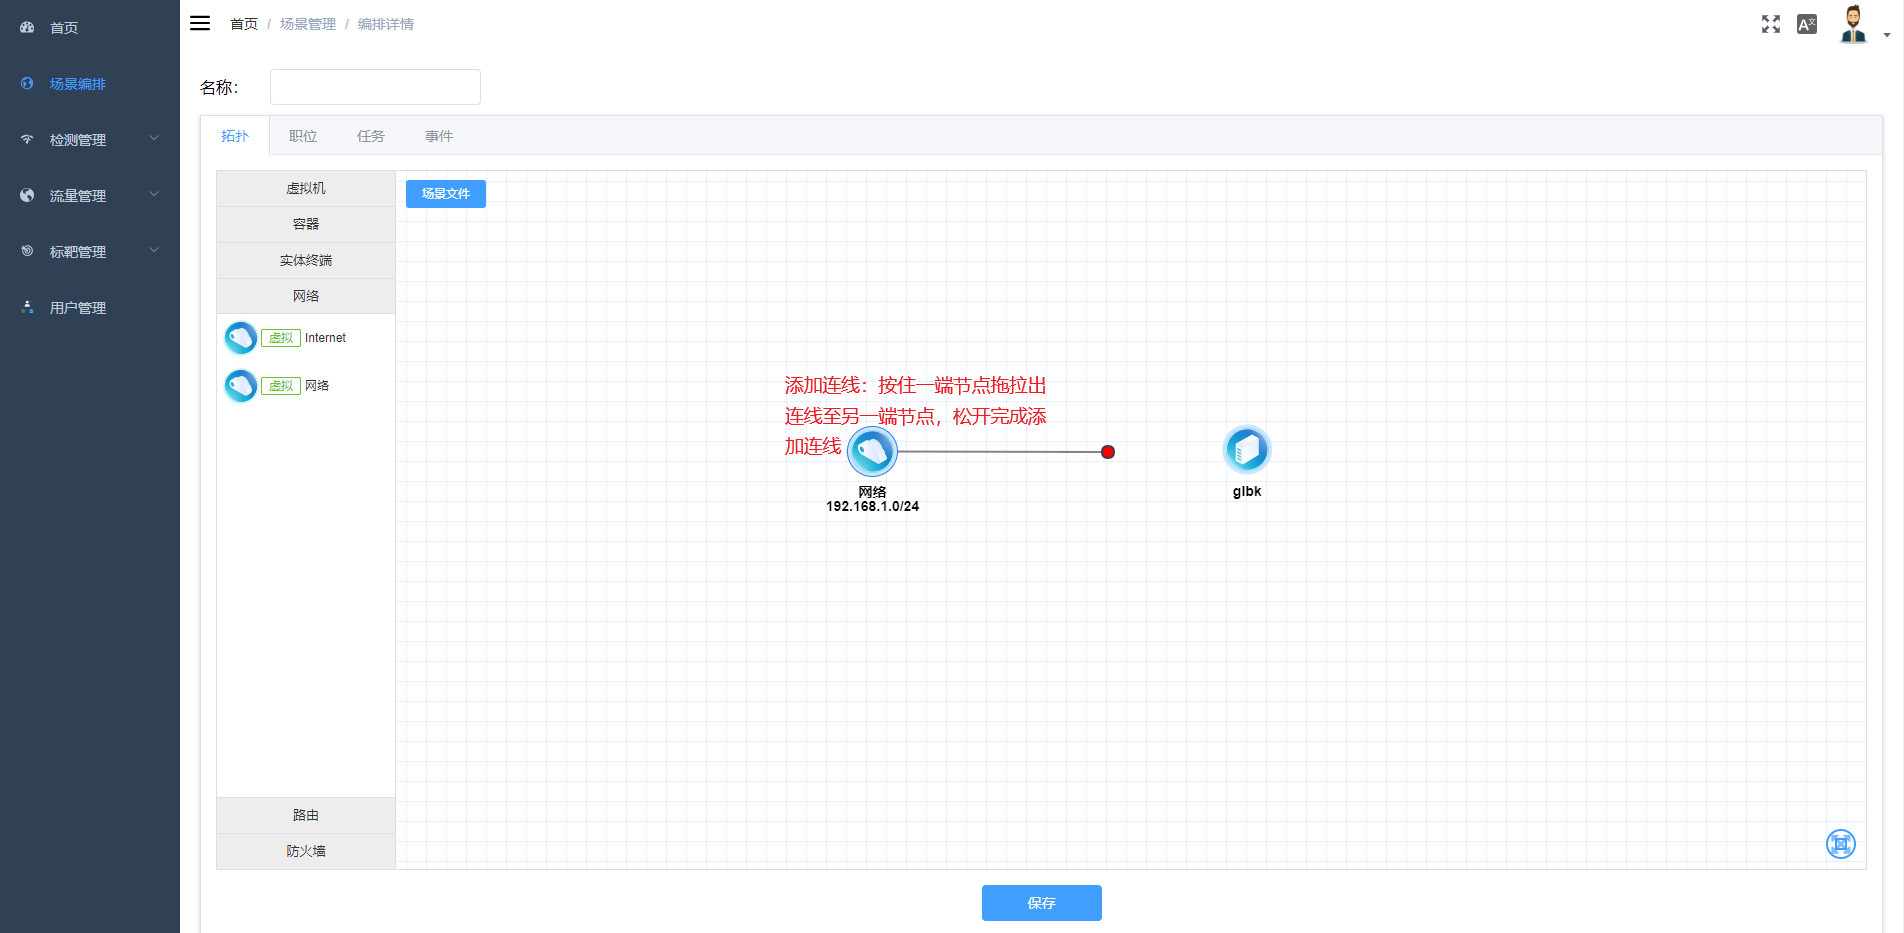 首页
场景编排
检测管理
流量管理
标靶管理
用户管理
首页 / 场景管理 / 编排详情
名称：
拓扑 职位 任务 事件
虚拟机
容器
实体终端
网络
虚拟 Internet
虚拟 网络
路由
防火墙
场景文件
添加连线：按住一端节点拖拉出
连线至另一端节点，松开完成添
加连线
网络
192.168.1.0/24
glbk
保存